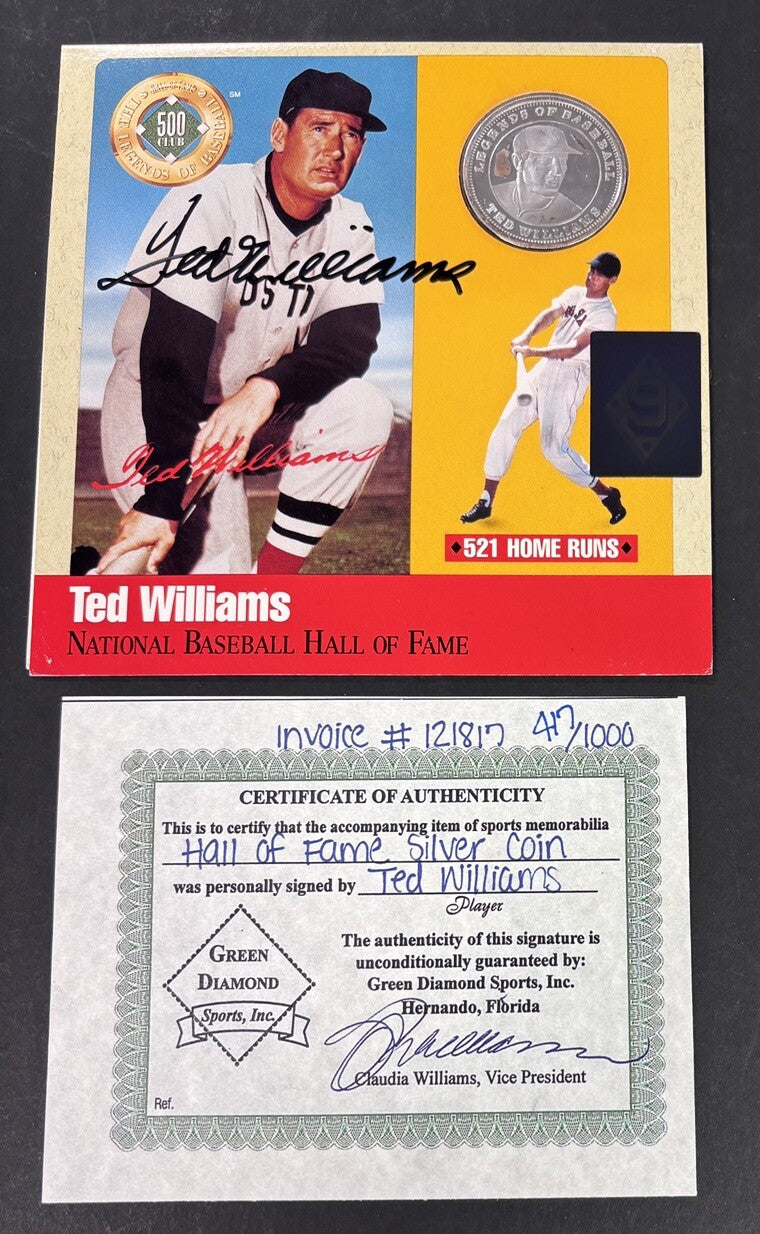 THE LEGENDS OF BASEBALL
500
CLUB
SM
LEGENDS OF BASEBALL
TED WILLIAMS
Ted Williams
Ted Williams
9
521 HOME RUNS
Ted Williams
NATIONAL BASEBALL HALL OF FAME
Invoice # 121817 417/1000
CERTIFICATE OF AUTHENTICITY
This is to certify that the accompanying item of sports memorabilia
Hall of Fame Silver Coin
was personally signed by Ted Williams
Player
GREEN
DIAMOND
Sports, Inc.
The authenticity of this signature is
unconditionally guaranteed by:
Green Diamond Sports, Inc.
Hernando, Florida
Claudia Williams, Vice President
Ref.